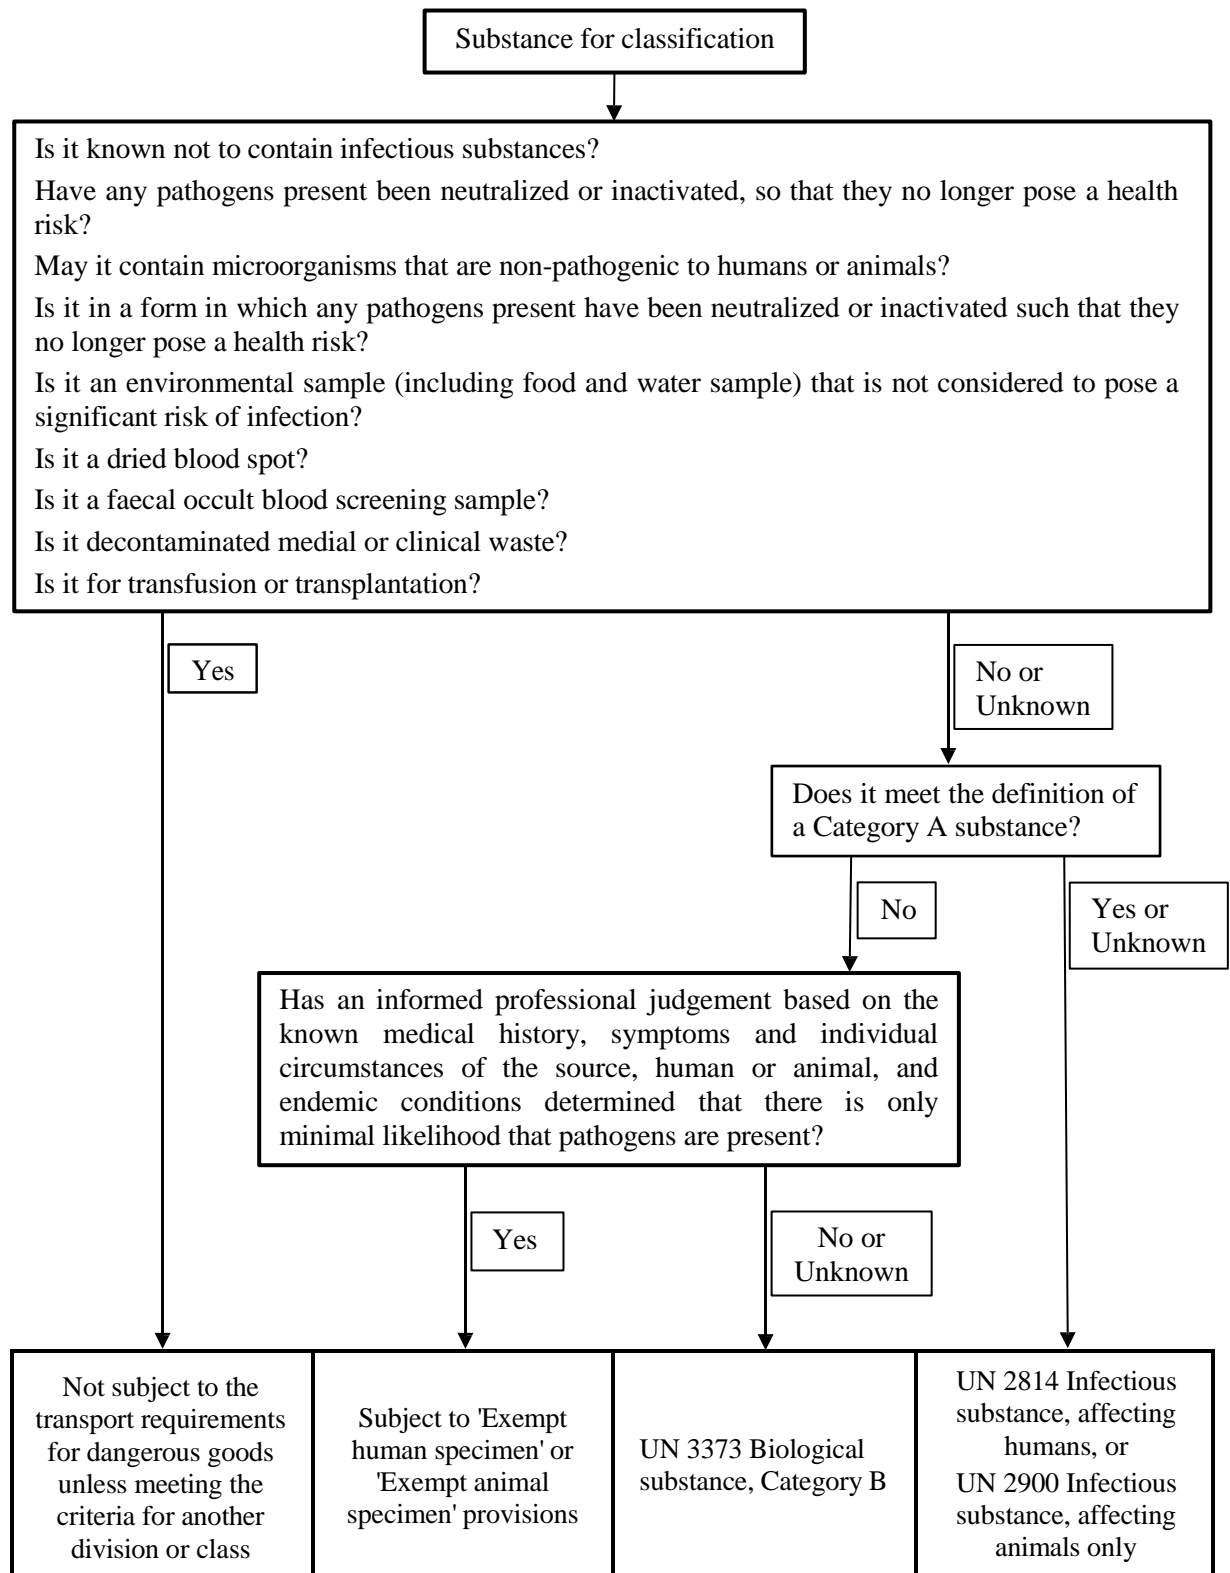 Substance for classification
Is it known not to contain infectious substances?
Have any pathogens present been neutralized or inactivated, so that they no longer pose a health
risk?
May it contain microorganisms that are non-pathogenic to humans or animals?
Is it in a form in which any pathogens present have been neutralized or inactivated such that they
no longer pose a health risk?
Is it an environmental sample (including food and water sample) that is not considered to pose a
significant risk of infection?
Is it a dried blood spot?
Is it a faecal occult blood screening sample?
Is it decontaminated medial or clinical waste?
Is it for transfusion or transplantation?
Yes
No or
Unknown
Does it meet the definition of
a Category A substance?
No
Yes or
Unknown
Has an informed professional judgement based on the
known medical history, symptoms and individual
circumstances of the source, human or animal, and
endemic conditions determined that there is only
minimal likelihood that pathogens are present?
Yes
No or
Unknown
Not subject to the
transport requirements
for dangerous goods
unless meeting the
criteria for another
division or class
Subject to 'Exempt
human specimen' or
'Exempt animal
specimen' provisions
UN 3373 Biological
substance, Category B
UN 2814 Infectious
substance, affecting
humans, or
UN 2900 Infectious
substance, affecting
animals only